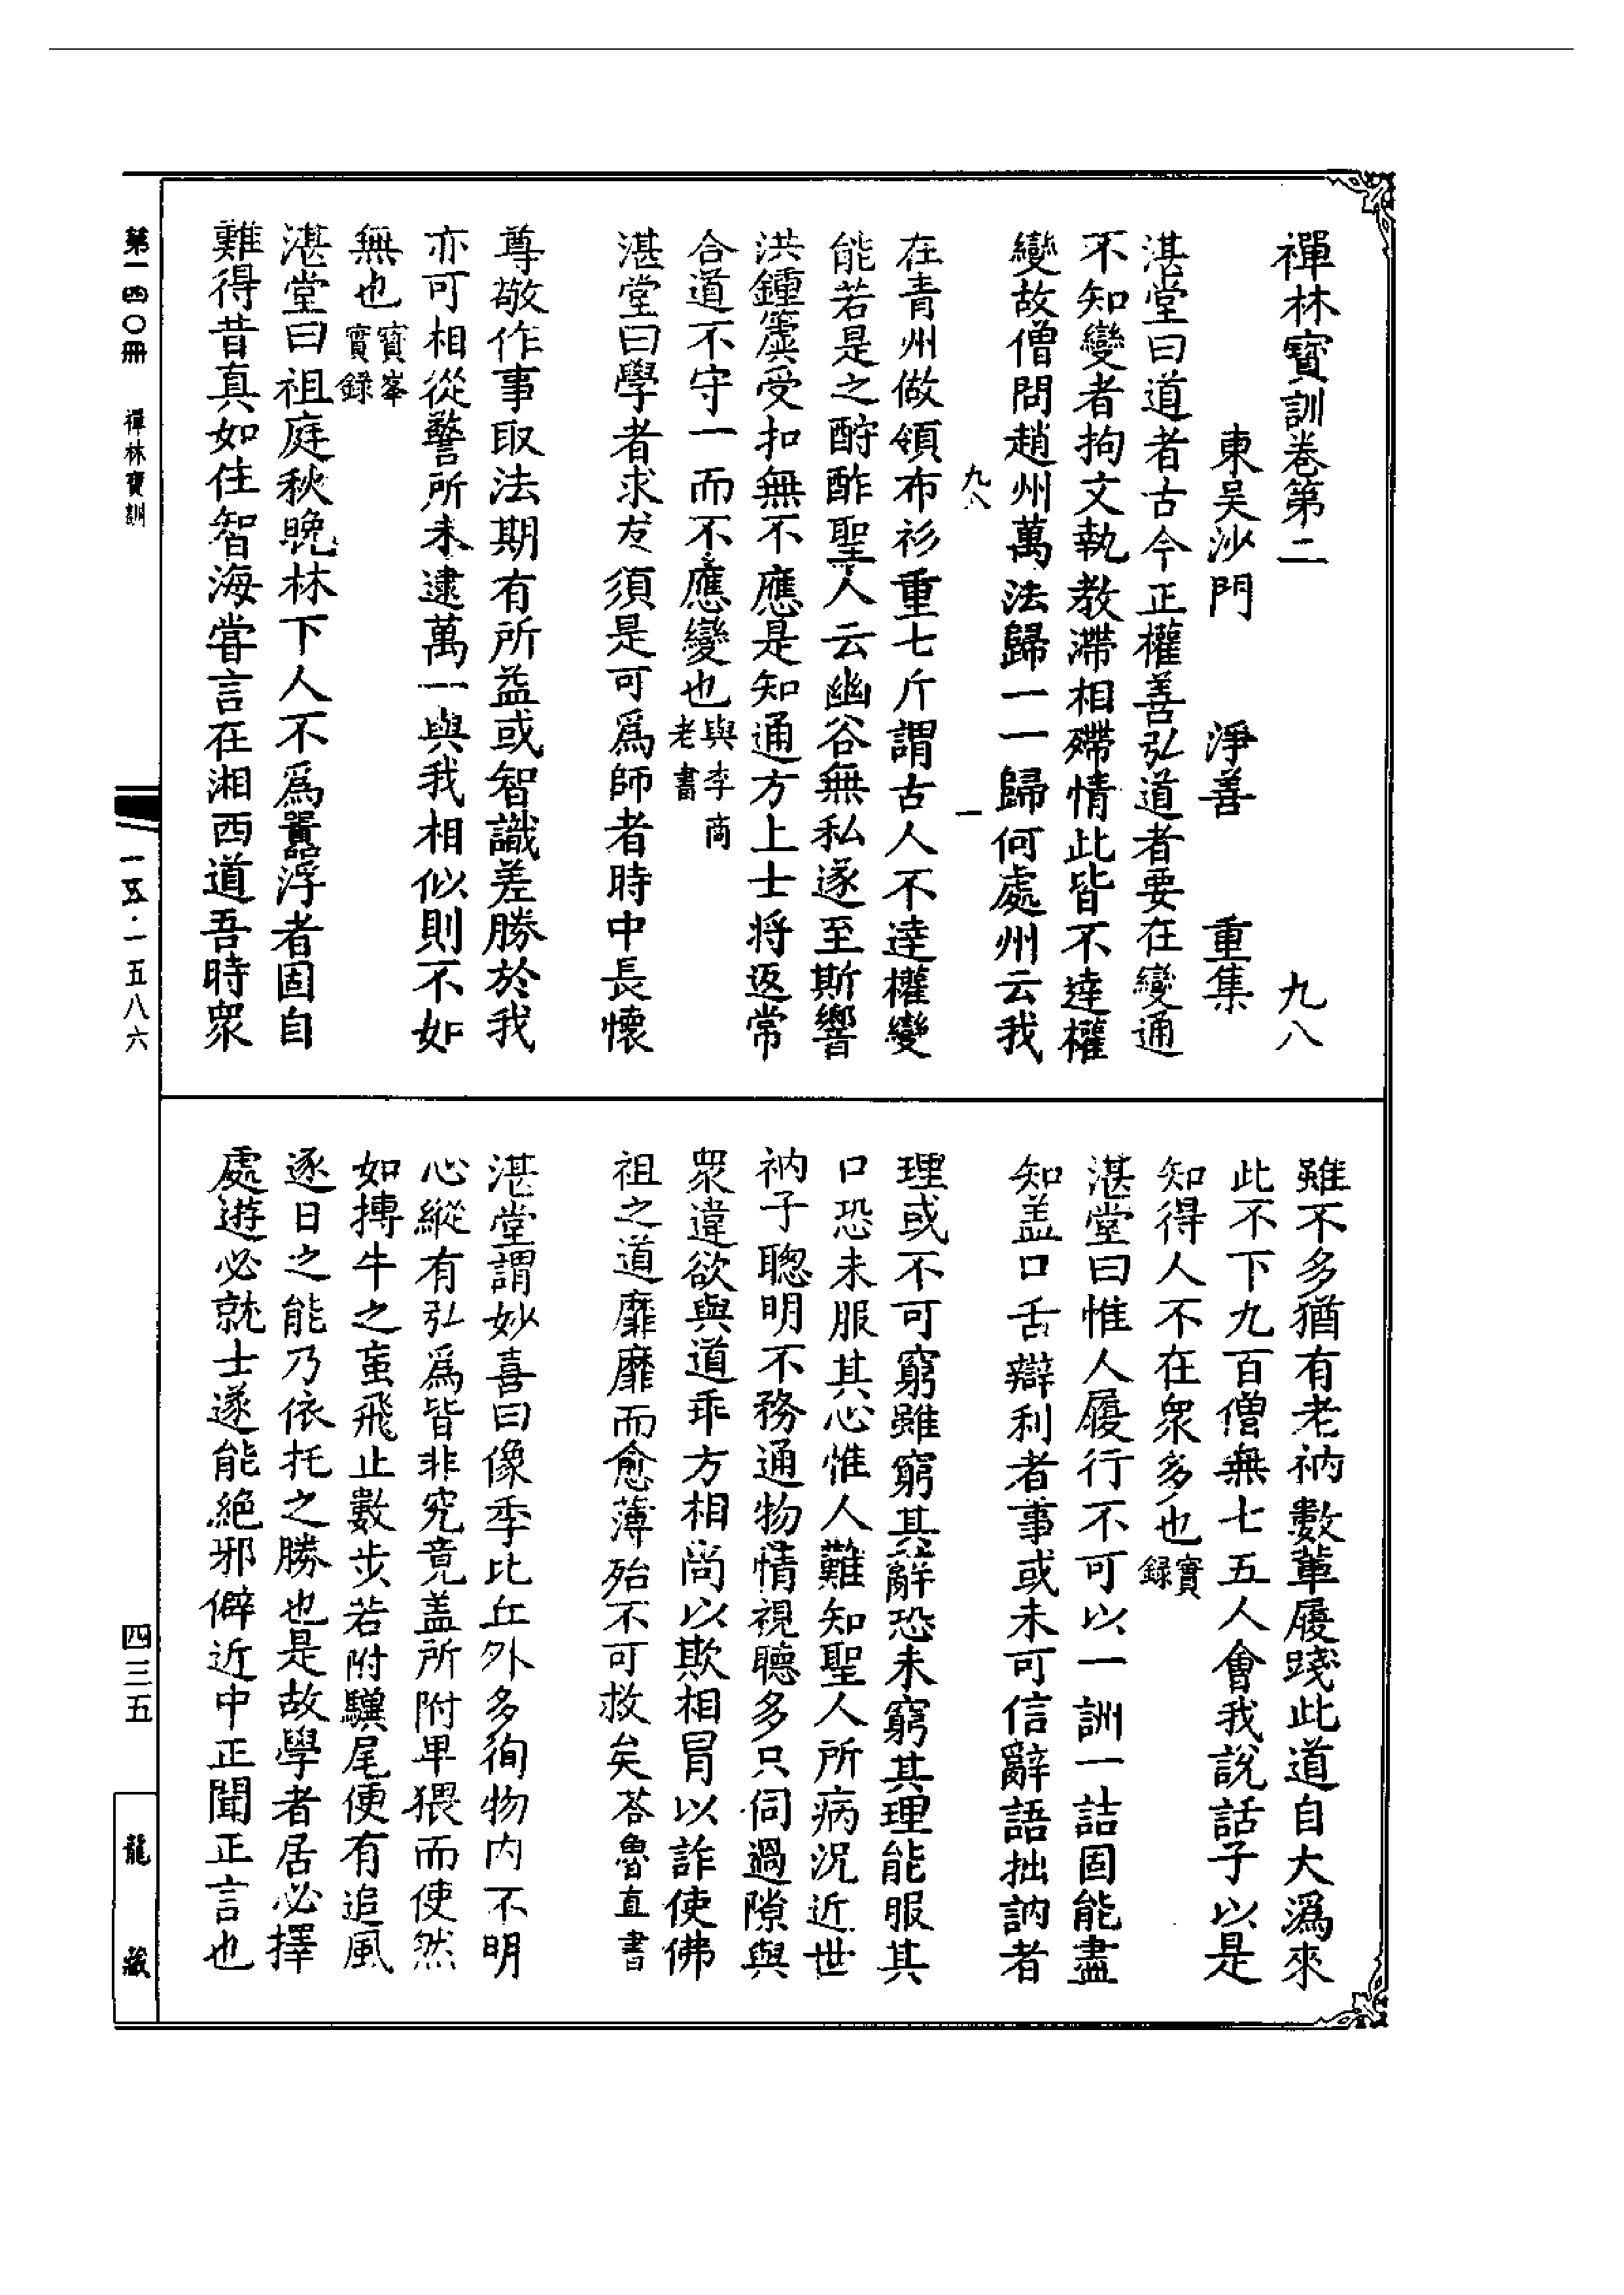 禪林寶訓卷第二 九八
東吳沙門 淨善 重集
湛堂曰道者古今正權善弘道者要在變通
不知變者拘文執教滯相殢情此皆不達權
變故僧問趙州萬法歸一一歸何處州云我
九八 一
在青州做領布衫重七斤謂古人不達權變
能若是之酧酢聖人云幽谷無私遂至斯響
洪鍾簴受扣無不應是知通方上士将返常
合道不守一而不應變也與李商老書
湛堂曰學者求友須是可爲師者時中長懷
尊敬作事取法期有所益或智識差勝於我
亦可相從警所未逮萬一與我相似則不如
無也寶峯實録
湛堂曰祖庭秋晚林下人不爲囂浮者固自
難得昔真如住智海甞言在湘西道吾時眾
雖不多猶有老衲數輩履踐此道自大潙來
此不下九百僧無七五人會我說話予以是
知得人不在眾多也實録
湛堂曰惟人履行不可以一詶一詰固能盡
知盖口舌辯利者事或未可信辭語拙訥者
理或不可窮雖窮其辭恐未窮其理能服其
口恐未服其心惟人難知聖人所病況近世
衲子聰明不務通物情視聽多只伺過隙與
眾違欲與道乖方相尚以欺相冒以詐使佛
祖之道靡靡而愈薄殆不可救矣荅魯直書
湛堂謂妙喜曰像季比丘外多徇物内不明
心縱有弘爲皆非究竟盖所附卑猥而使然
如摶牛之䖟飛止數步若附驥尾便有追風
逐日之能乃依托之勝也是故學者居必擇
處遊必就士遂能絕邪僻近中正聞正言也
第一四〇冊 禪林寶訓
一五·一五八六
四三五
龍藏